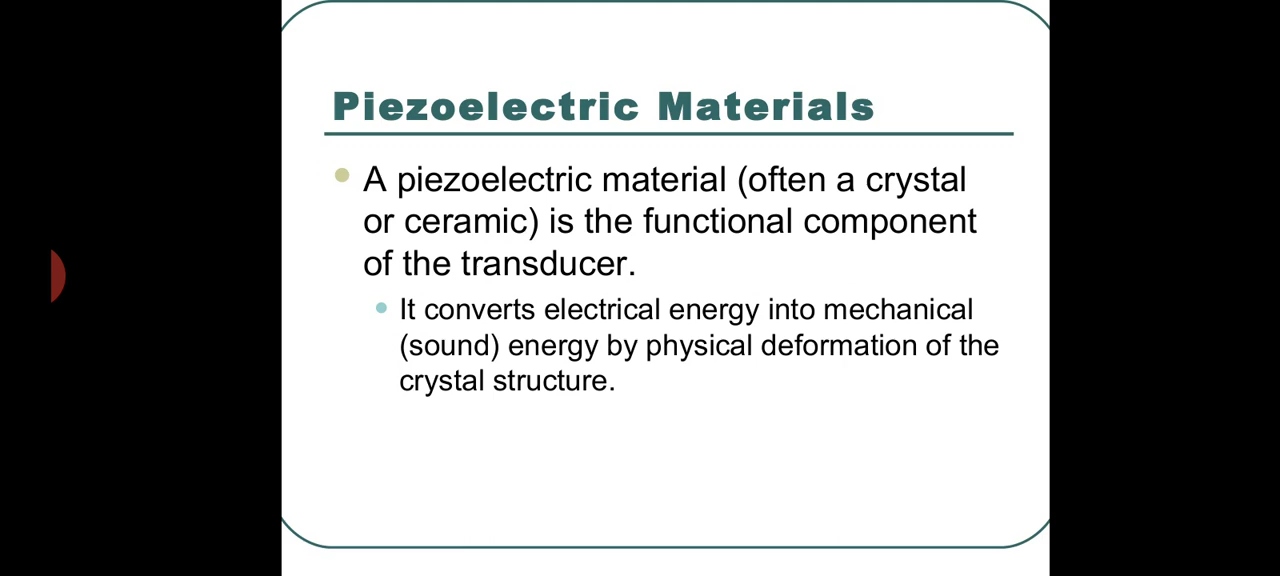 Piezoelectric Materials
A piezoelectric material (often a crystal
or ceramic) is the functional component
of the transducer.
It converts electrical energy into mechanical
(sound) energy by physical deformation of the
crystal structure.